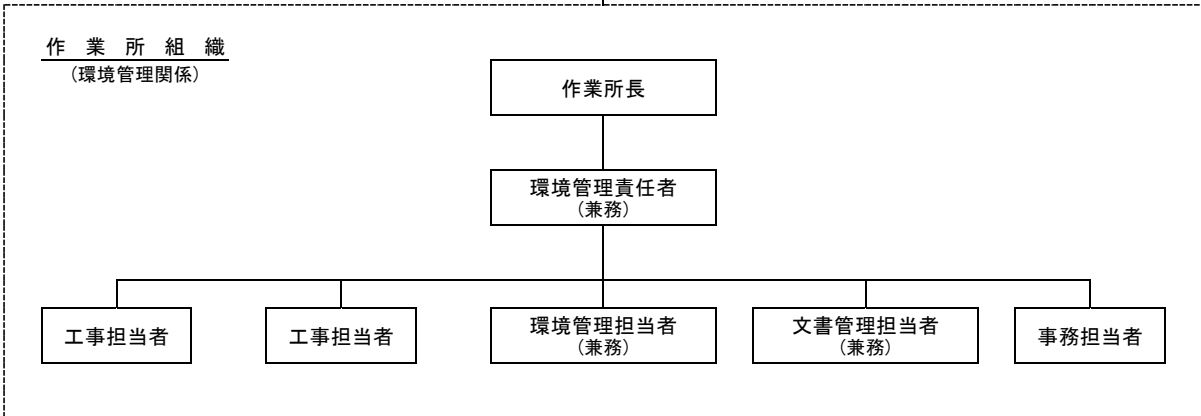 作業所組織
(環境管理関係)
作業所長
環境管理責任者
(兼務)
工事担当者
工事担当者
環境管理担当者
(兼務)
文書管理担当者
(兼務)
事務担当者